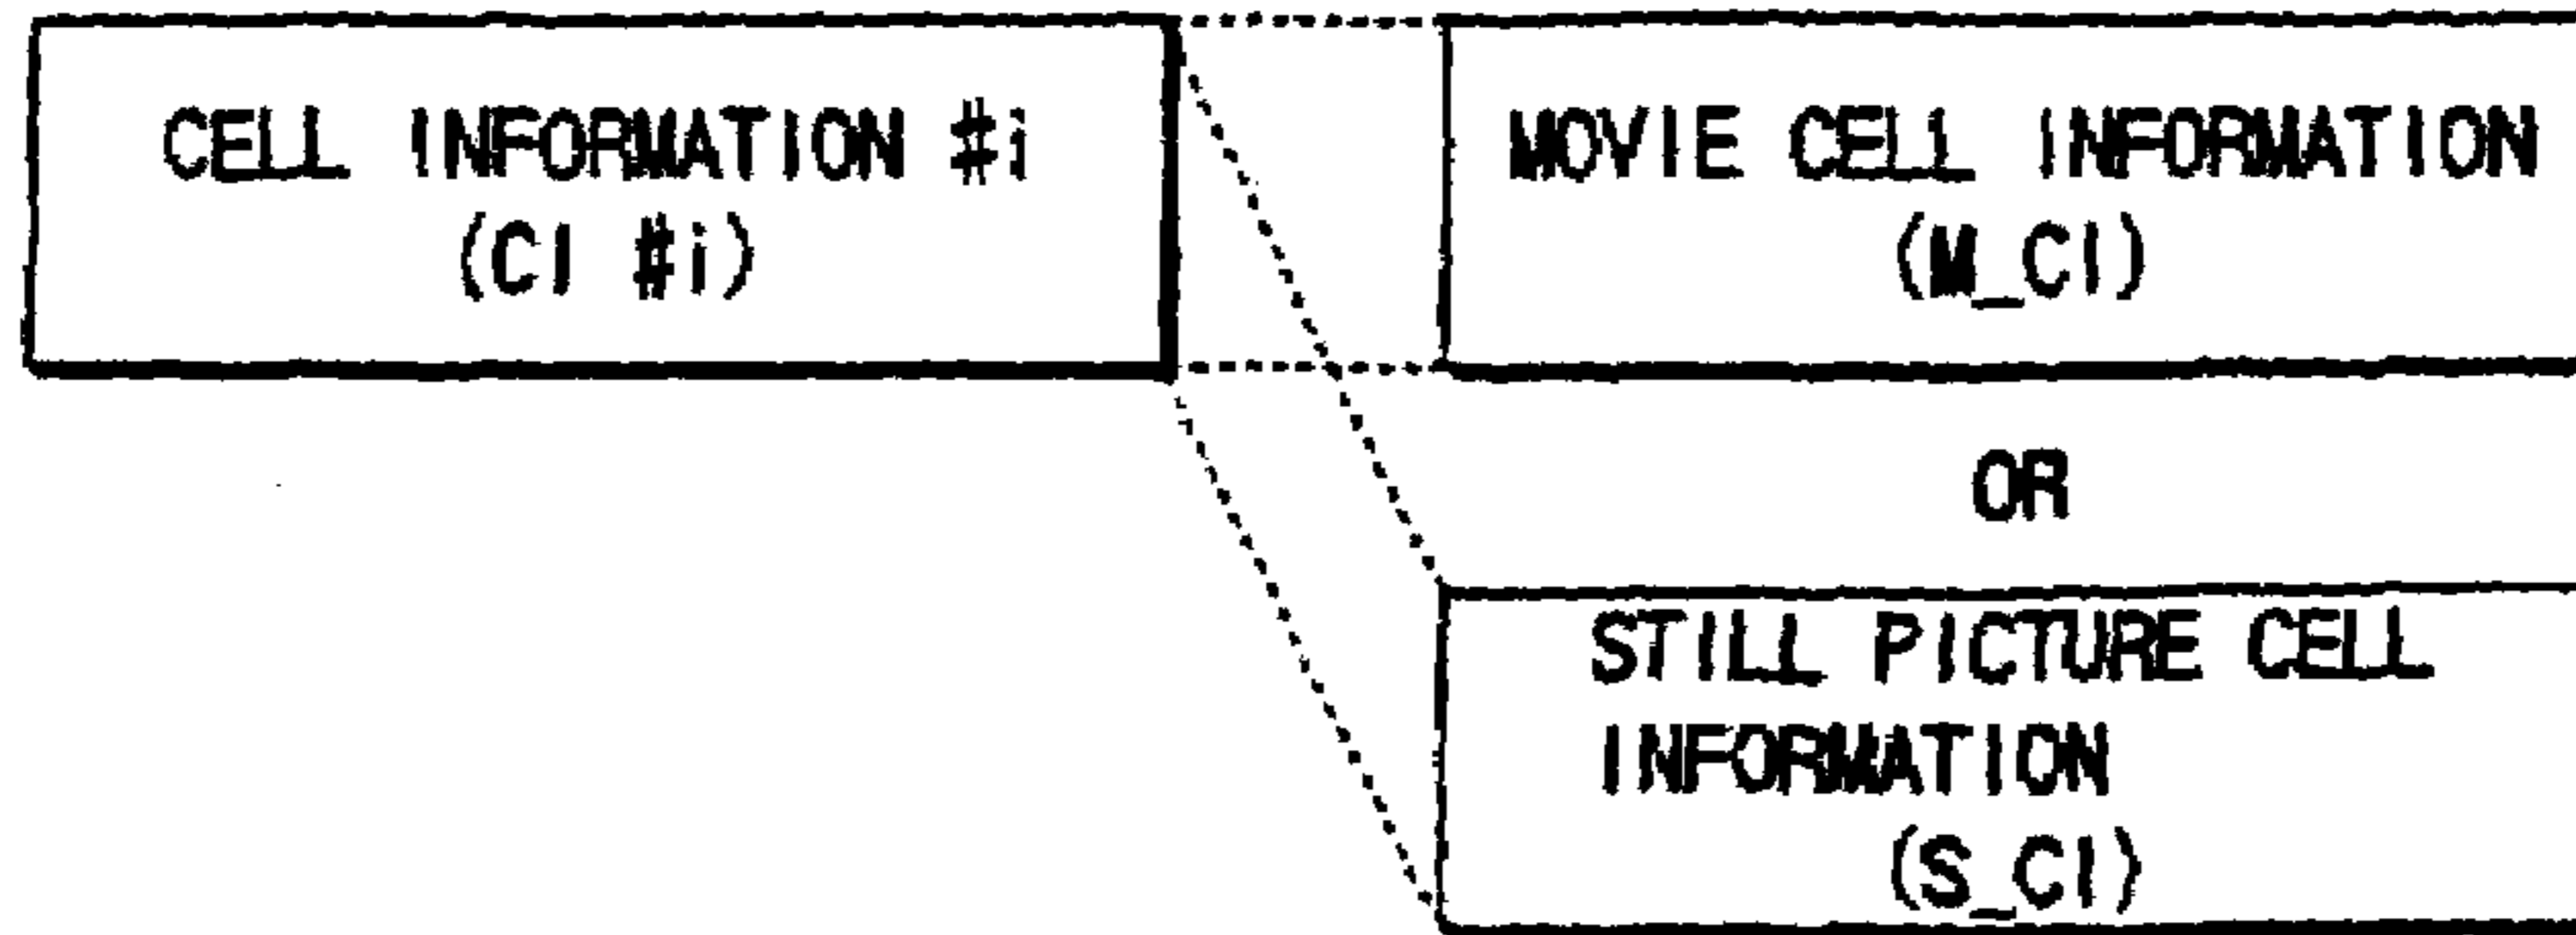 CELL INFORMATION #i
(CI #i)
MOVIE CELL INFORMATION
(M_CI)
OR
STILL PICTURE CELL
INFORMATION
(S_CI)